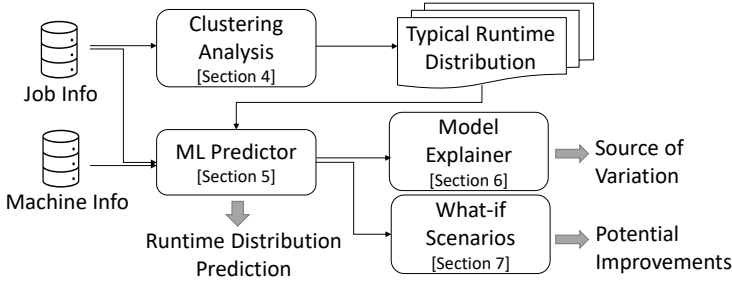 Job Info
Clustering
Analysis
[Section 4]
Typical Runtime
Distribution
Machine Info
ML Predictor
[Section 5]
Runtime Distribution
Prediction
Model
Explainer
[Section 6]
Source of
Variation
What-if
Scenarios
[Section 7]
Potential
Improvements